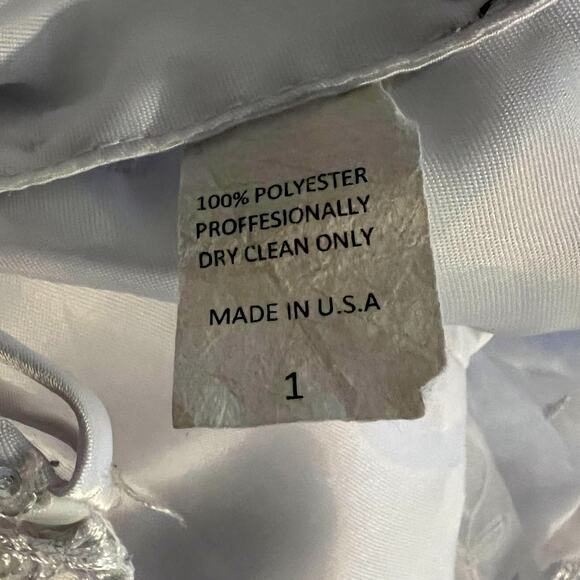 100% POLYESTER
PROFFESIONALLY
DRY CLEAN ONLY
MADE IN U.S.A
1